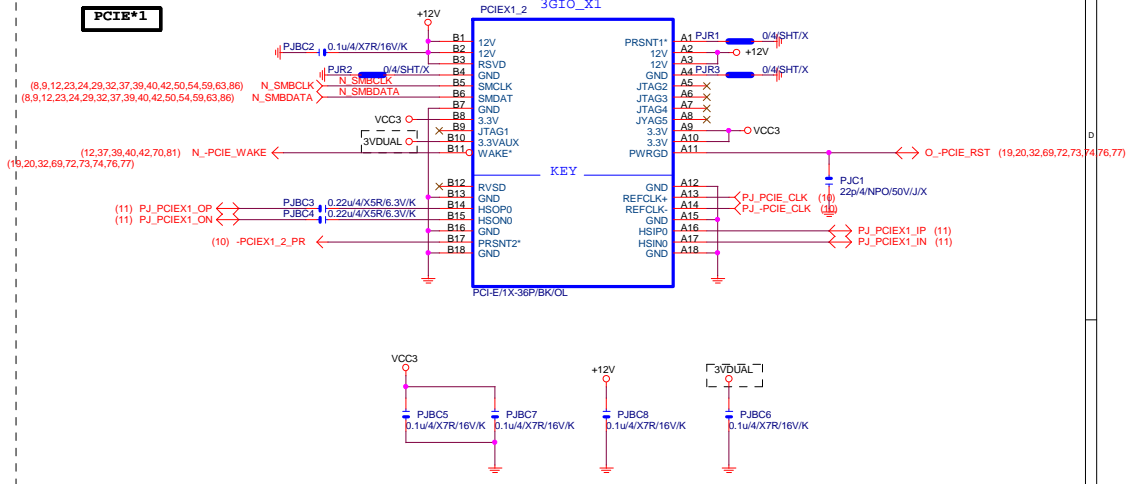 3GIO_X1
PCIE*1
+12V
PCIEX1_2
PJBC2 0.1u/4/X7R/16V/K
PJR2 0/4/SHT/X
(8,9,12,23,24,29,32,37,39,40,42,50,54,59,63,86) N_SMBCLK N_SMBCLK
(8,9,12,23,24,29,32,37,39,40,42,50,54,59,63,86) N_SMBDATA N_SMBDATA
VCC3
3VDUAL
(12,37,39,40,42,70,81) N_-PCIE_WAKE
(19,20,32,69,72,73,74,76,77)
PJBC3 0.22u/4/X5R/6.3V/K
PJBC4 0.22u/4/X5R/6.3V/K
(11) PJ_PCIEX1_OP
(11) PJ_PCIEX1_ON
(10) -PCIEX1_2_PR
B1 12V
B2 12V
B3 RSVD
B4 GND
B5 SMCLK
B6 SMDAT
B7 GND
B8 3.3V
B9 JTAG1
B10 3.3VAUX
B11 WAKE*
KEY
B12 RVSD
B13 GND
B14 HSOP0
B15 HSON0
B16 GND
B17 PRSNT2*
B18 GND
PRSNT1* A1
12V A2
12V A3
GND A4
JTAG2 A5
JTAG3 A6
JTAG4 A7
JYAG5 A8
3.3V A9
3.3V A10
PWRGD A11
GND A12
REFCLK+ A13
REFCLK- A14
GND A15
HSIP0 A16
HSIN0 A17
GND A18
PJR1 0/4/SHT/X
+12V
PJR3 0/4/SHT/X
VCC3
O_-PCIE_RST (19,20,32,69,72,73,74,76,77)
PJC1
22p/4/NPO/50V/J/X
PJ_PCIE_CLK (10)
PJ_-PCIE_CLK (10)
PJ_PCIEX1_IP (11)
PJ_PCIEX1_IN (11)
PCI-E/1X-36P/BK/OL
D
VCC3
PJBC5
0.1u/4/X7R/16V/K
PJBC7
0.1u/4/X7R/16V/K
+12V
PJBC8
0.1u/4/X7R/16V/K
3VDUAL
PJBC6
0.1u/4/X7R/16V/K